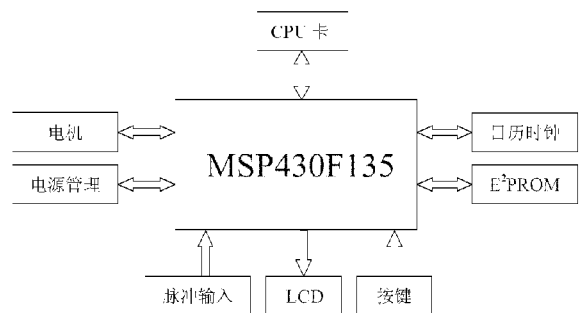 CPU 卡
电机
日历时钟
MSP430F135
电源管理
E²PROM
脉冲输入
LCD
按键